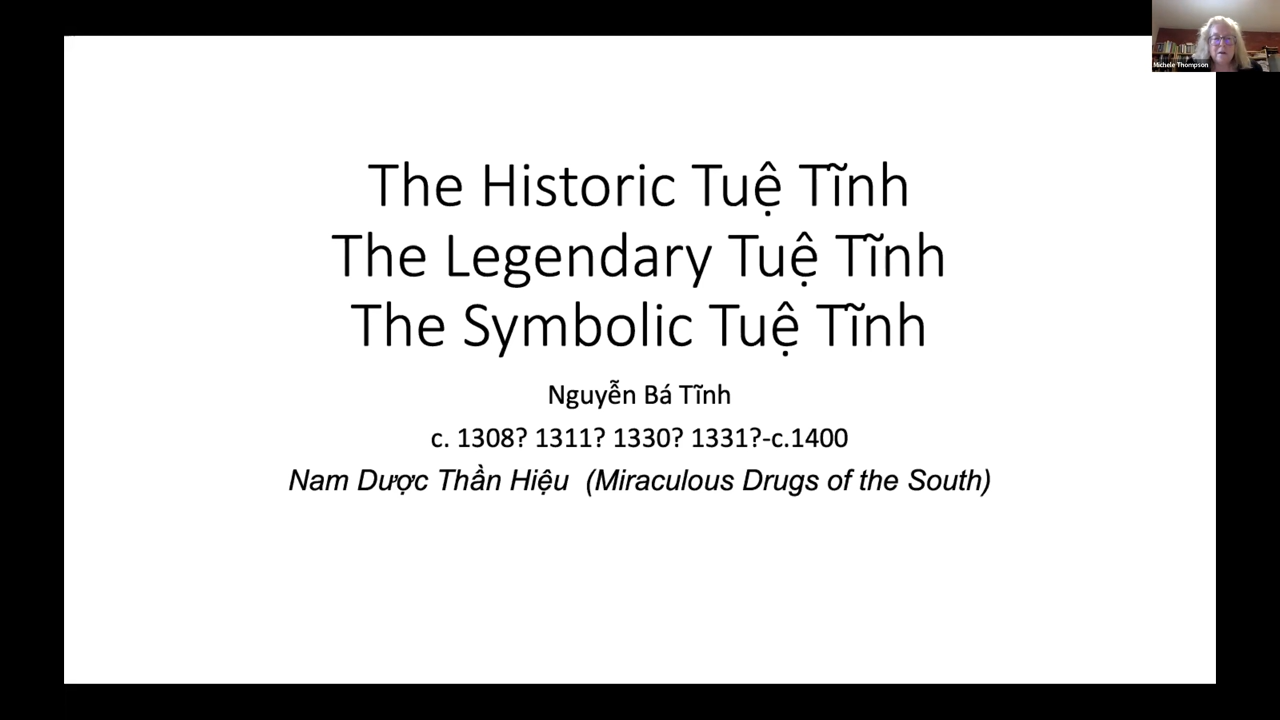 Michele Thompson
The Historic Tuệ Tĩnh
The Legendary Tuệ Tĩnh
The Symbolic Tuệ Tĩnh
Nguyễn Bá Tĩnh
c. 1308? 1311? 1330? 1331?-c.1400
Nam Dược Thần Hiệu  (Miraculous Drugs of the South)